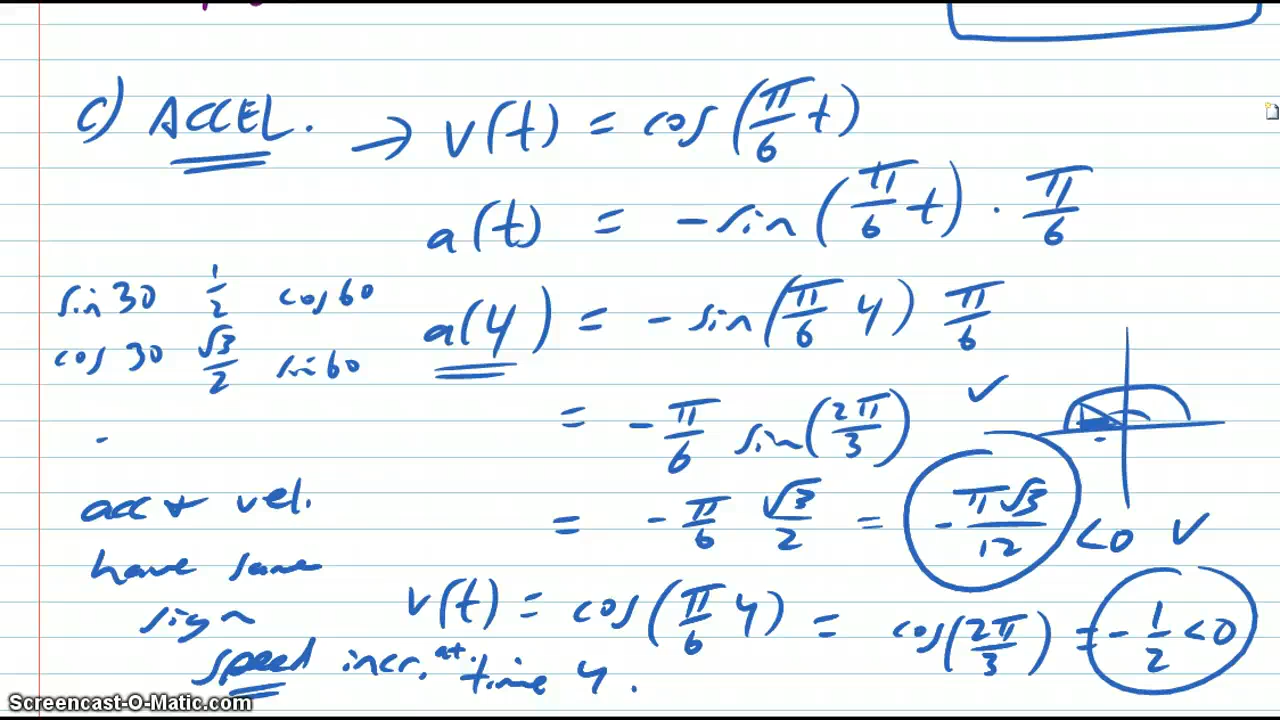 c) ACCEL. → v(t) = cos(π/6 t)
a(t) = -sin(π/6 t) · π/6
sin 30 1/2 cos 60
cos 30 √3/2 sin 60
a(4) = -sin(π/6 4) π/6
= -π/6 sin(2π/3) ✓
= -π/6 √3/2 = -π√3/12 <0 ✓
acc & vel.
have same
sign
speed incr. at time 4.
v(t) = cos(π/6 4) = cos(2π/3) = -1/2 <0
Screencast-O-Matic.com